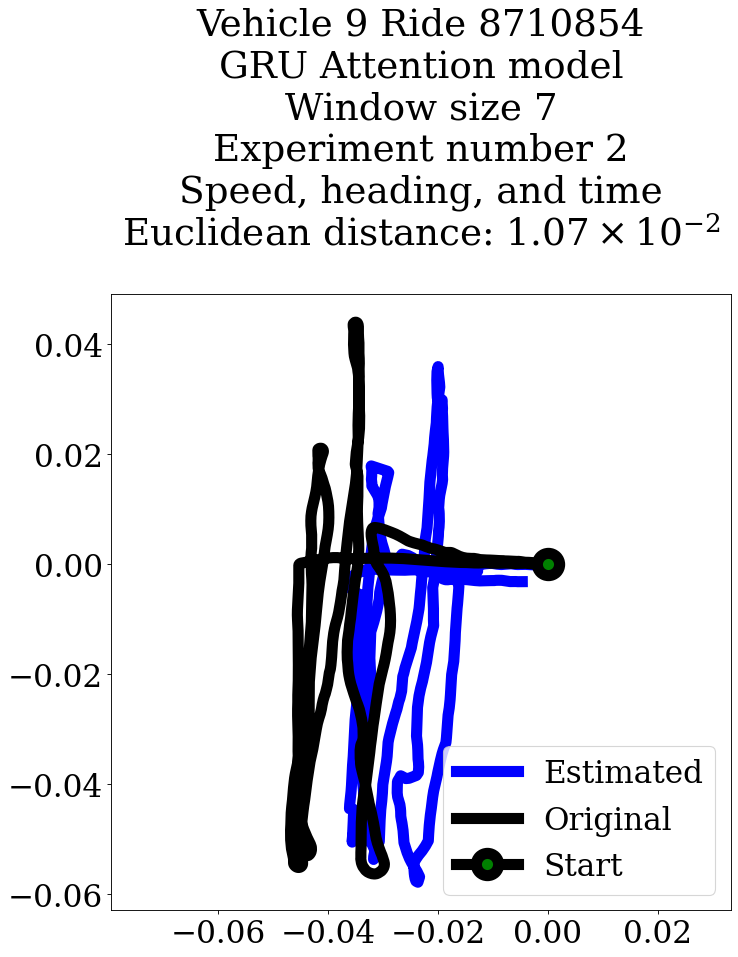 Vehicle 9 Ride 8710854
GRU Attention model
Window size 7
Experiment number 2
Speed, heading, and time
Euclidean distance: 1.07 × 10⁻²
0.04
0.02
0.00
−0.02
−0.04
−0.06
Estimated
Original
Start
−0.06 −0.04 −0.02 0.00 0.02